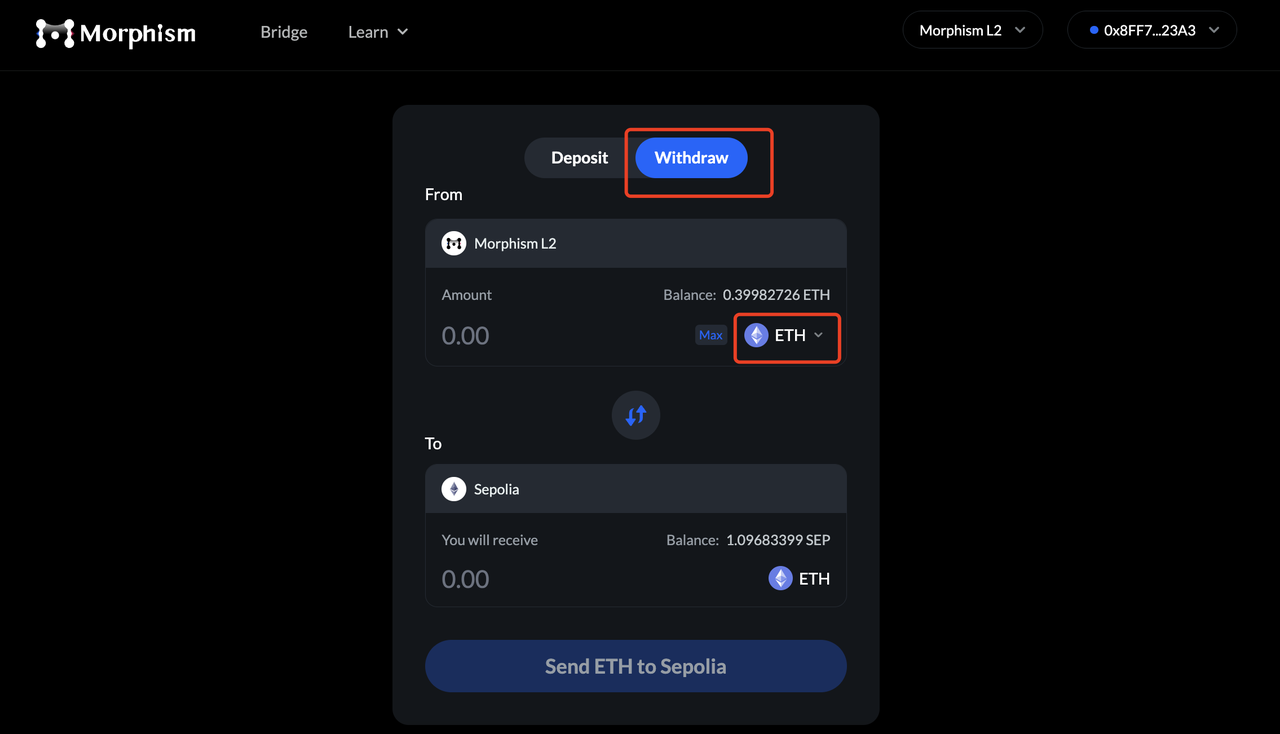 Morphism Bridge Learn Morphism L2 0x8FF7...23A3
Deposit Withdraw
From
Morphism L2
Amount Balance: 0.39982726 ETH
0.00 Max ETH
To
Sepolia
You will receive Balance: 1.09683399 SEP
0.00 ETH
Send ETH to Sepolia